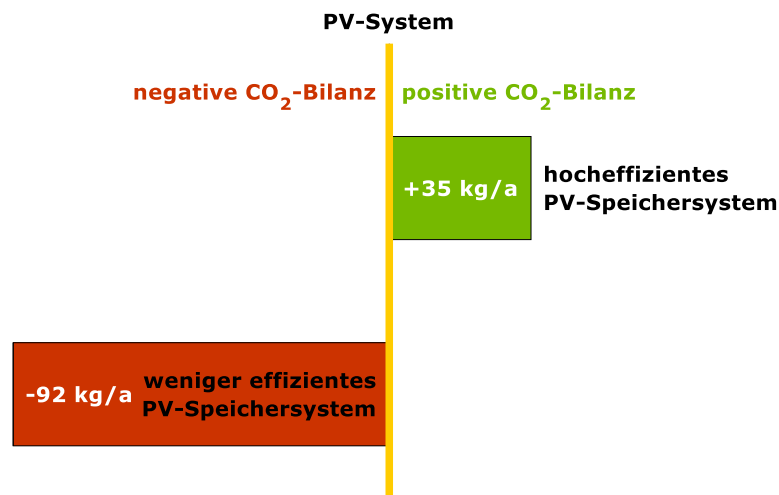 PV-System
negative CO₂-Bilanz
positive CO₂-Bilanz
+35 kg/a
hocheffizientes
PV-Speichersystem
-92 kg/a
weniger effizientes
PV-Speichersystem